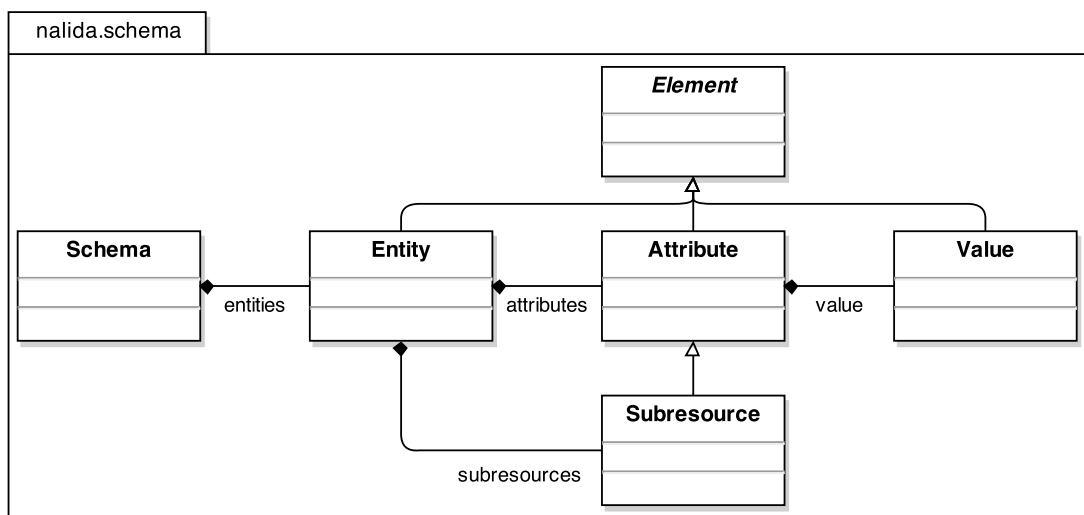 nalida.schema
Element
Schema
Entity
Attribute
Value
entities
attributes
value
Subresource
subresources